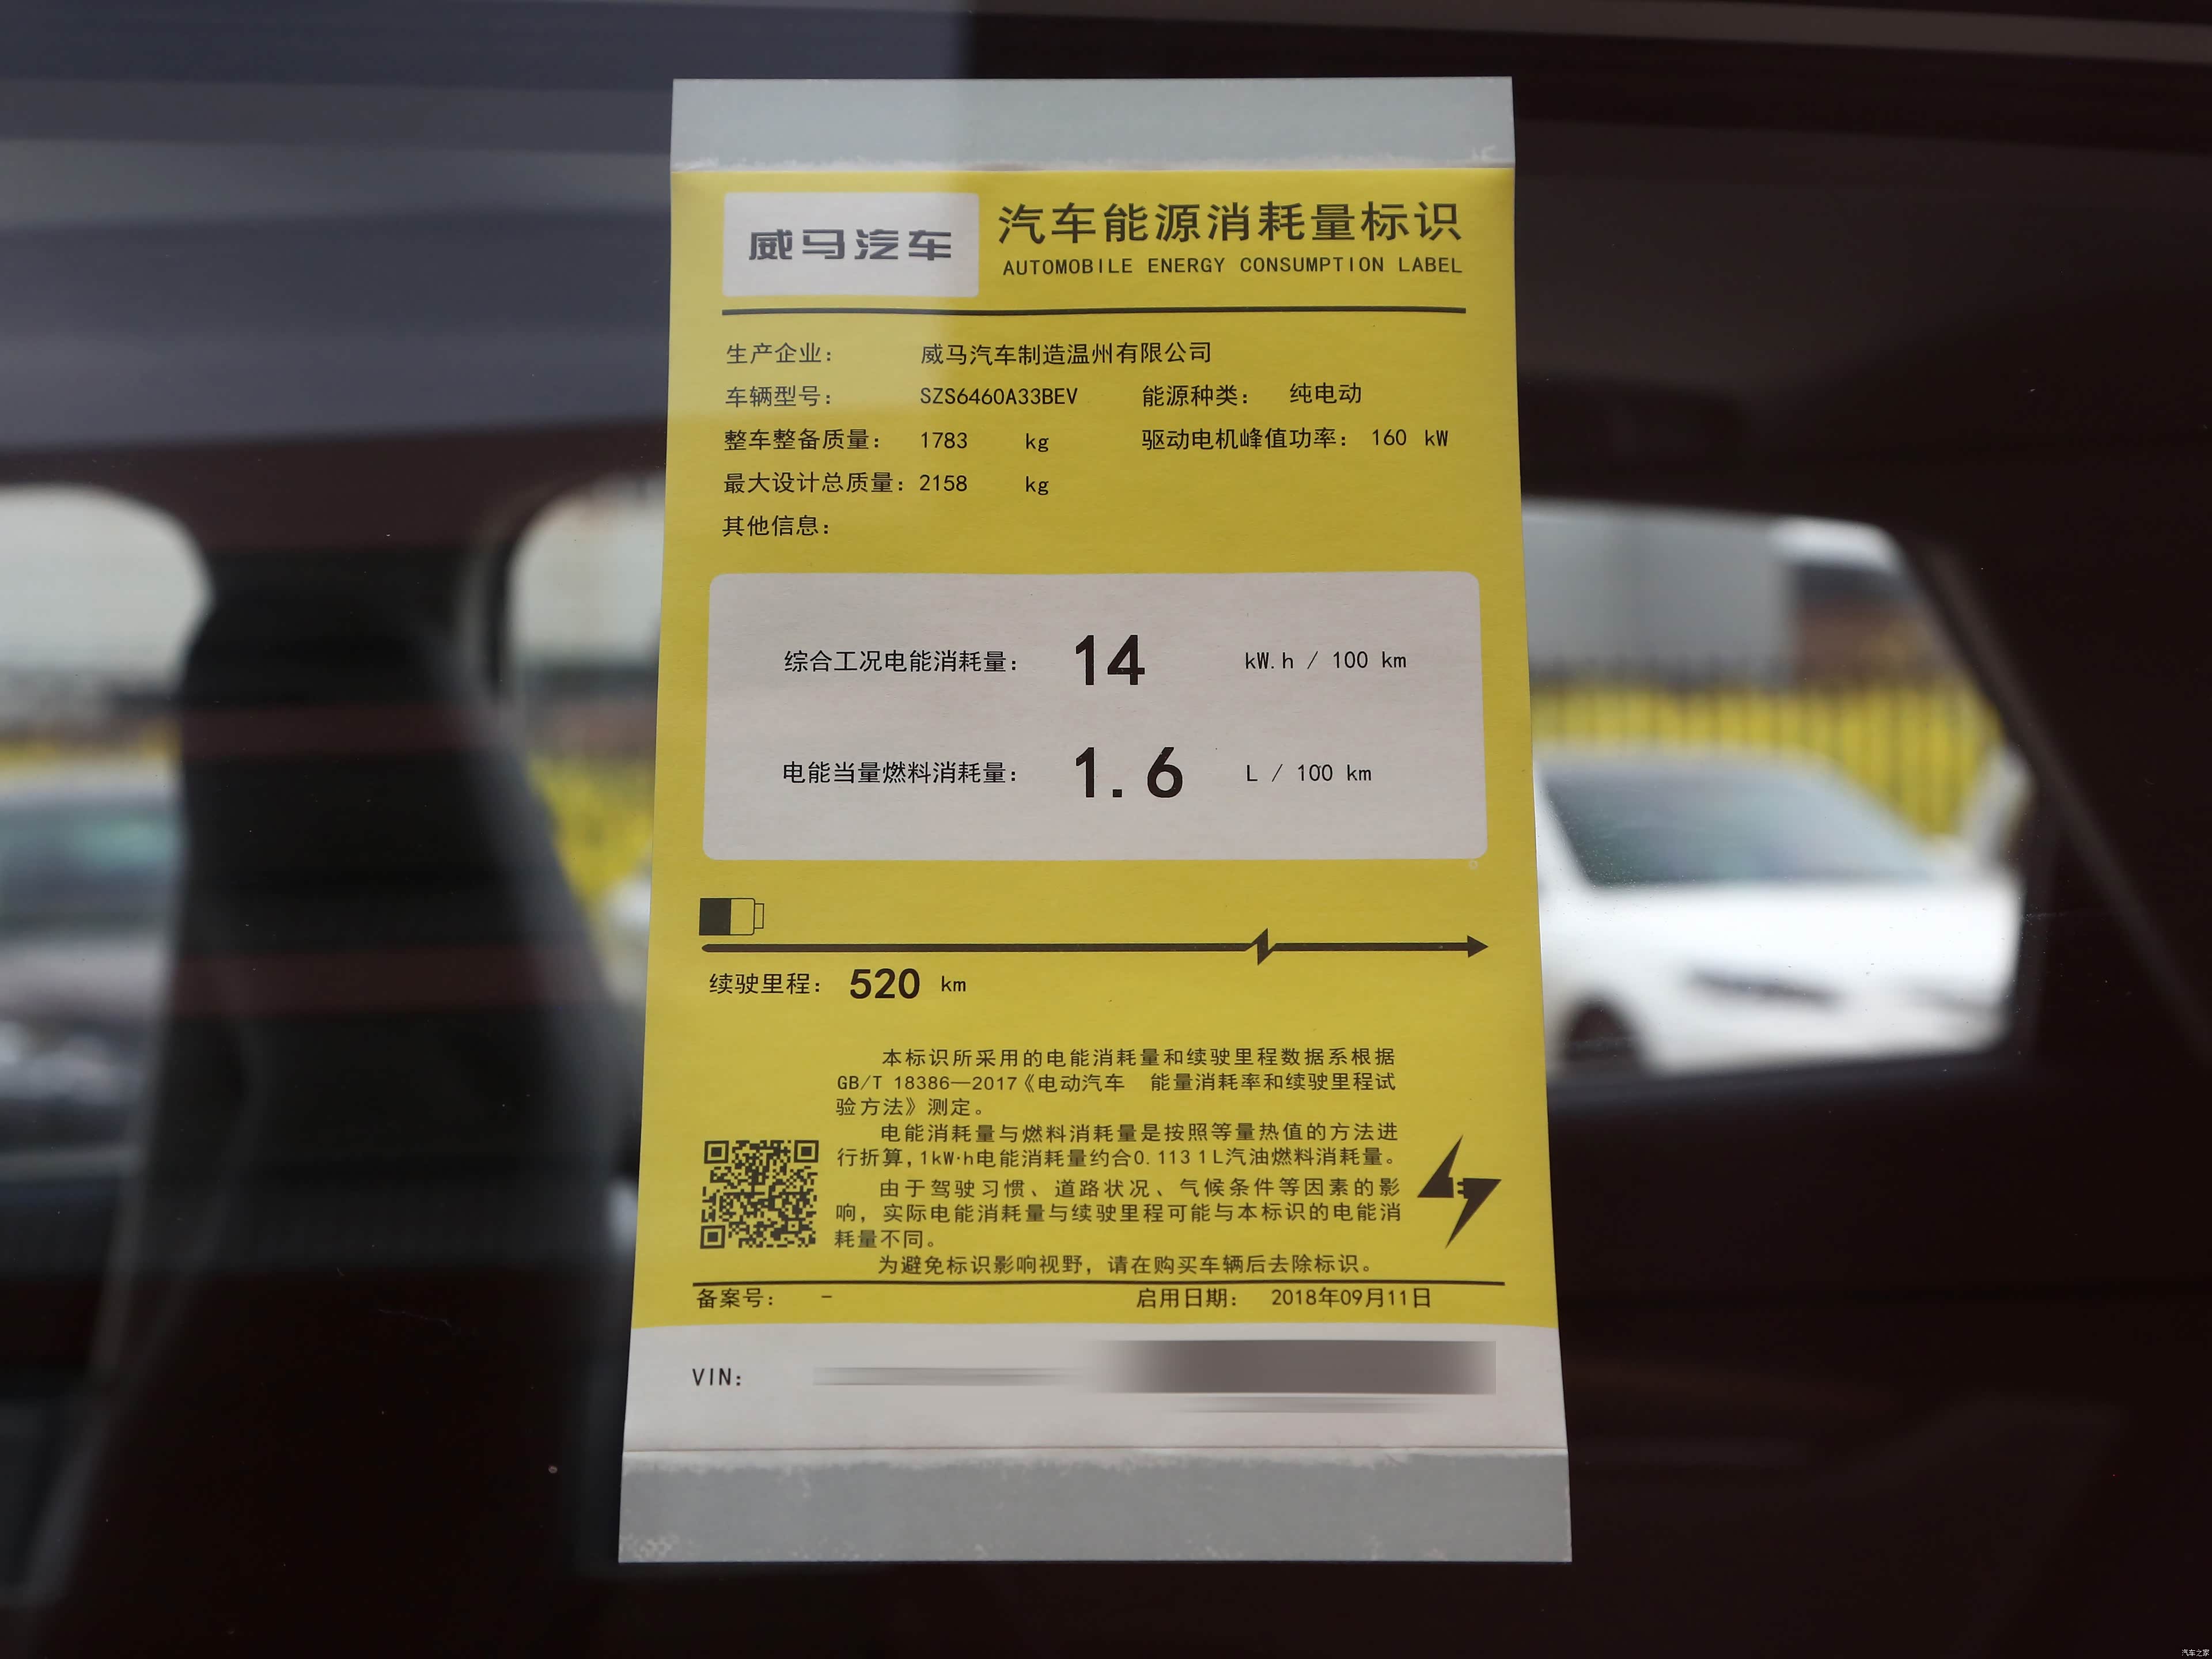 威马汽车
汽车能源消耗量标识
AUTOMOBILE ENERGY CONSUMPTION LABEL
生产企业: 威马汽车制造温州有限公司
车辆型号: SZS6460A33BEV 能源种类: 纯电动
整车整备质量: 1783 kg 驱动电机峰值功率: 160 kW
最大设计总质量: 2158 kg
其他信息:
综合工况电能消耗量: 14 kW.h / 100 km
电能当量燃料消耗量: 1.6 L / 100 km
续驶里程: 520 km
本标识所采用的电能消耗量和续驶里程数据系根据
GB/T 18386—2017《电动汽车 能量消耗率和续驶里程试
验方法》测定。
电能消耗量与燃料消耗量是按照等量热值的方法进
行折算,1kW·h电能消耗量约合0.1131L汽油燃料消耗量。
由于驾驶习惯、道路状况、气候条件等因素的影
响,实际电能消耗量与续驶里程可能与本标识的电能消
耗量不同。
为避免标识影响视野,请在购买车辆后去除标识。
备案号: - 启用日期: 2018年09月11日
VIN:
汽车之家